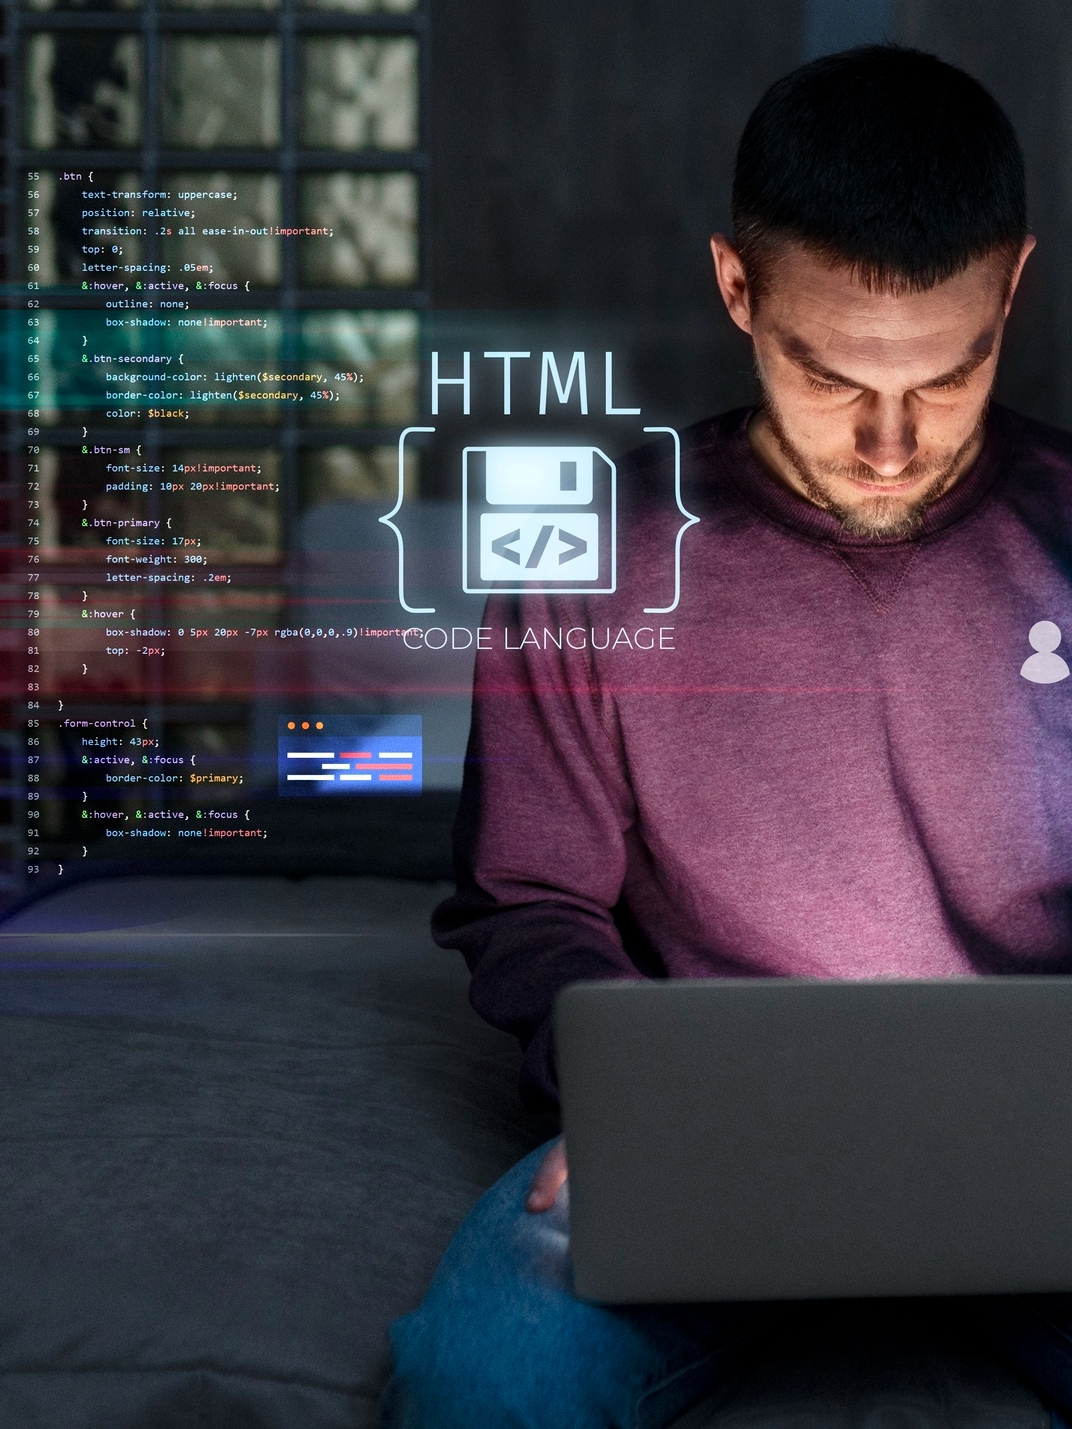 55 .btn {
56 text-transform: uppercase;
57 position: relative;
58 transition: .2s all ease-in-out!important;
59 top: 0;
60 letter-spacing: .05em;
61 &:hover, &:active, &:focus {
62 outline: none;
63 box-shadow: none!important;
64 }
65 &.btn-secondary {
66 background-color: lighten($secondary, 45%);
67 border-color: lighten($secondary, 45%);
68 color: $black;
69 }
70 &.btn-sm {
71 font-size: 14px!important;
72 padding: 10px 20px!important;
73 }
74 &.btn-primary {
75 font-size: 17px;
76 font-weight: 300;
77 letter-spacing: .2em;
78 }
79 &:hover {
80 box-shadow: 0 5px 20px -7px rgba(0,0,0,.9)!important;
81 top: -2px;
82 }
83
84 }
85 .form-control {
86 height: 43px;
87 &:active, &:focus {
88 border-color: $primary;
89 }
90 &:hover, &:active, &:focus {
91 box-shadow: none!important;
92 }
93 }
HTML
{ </> }
CODE LANGUAGE